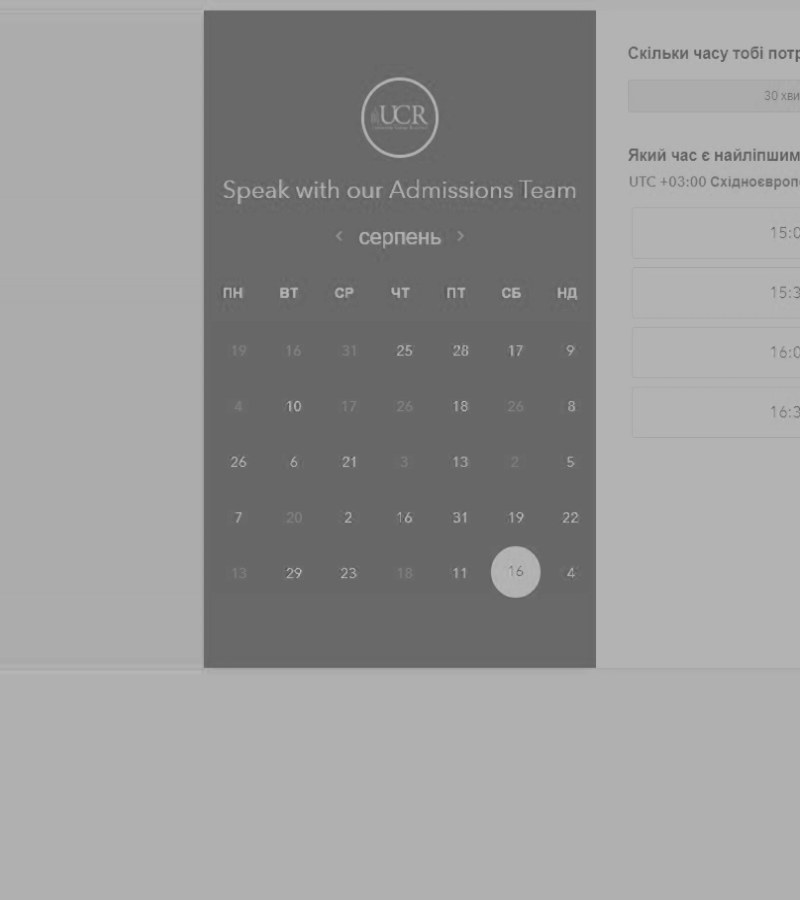 UCR
Speak with our Admissions Team
< серпень >
ПН ВТ СР ЧТ ПТ СБ НД
19 16 31 25 28 17 9
4 10 17 26 18 26 8
26 6 21 3 13 2 5
7 20 2 16 31 19 22
13 29 23 18 11 16 4
Скільки часу тобі потр
30 хви
Який час є найліпшим
UTC +03:00 Східноєвроп
15:0
15:3
16:0
16:3